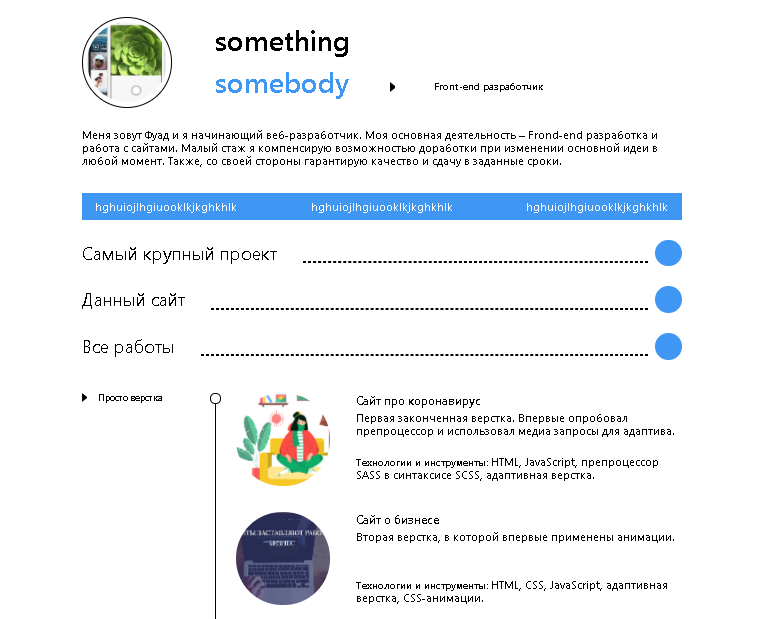 something
somebody
Front-end разработчик
Меня зовут Фуад и я начинающий веб-разработчик. Моя основная деятельность – Frond-end разработка и
работа с сайтами. Малый стаж я компенсирую возможностью доработки при изменении основной идеи в
любой момент. Также, со своей стороны гарантирую качество и сдачу в заданные сроки.
hghuiojlhgiuooklkjkghkhlk hghuiojlhgiuooklkjkghkhlk hghuiojlhgiuooklkjkghkhlk
Самый крупный проект
Данный сайт
Все работы
Просто верстка
Сайт про коронавирус
Первая законченная верстка. Впервые опробовал
препроцессор и использовал медиа запросы для адаптива.
Технологии и инструменты: HTML, JavaScript, препроцессор
SASS в синтаксисе SCSS, адаптивная верстка.
ТЫ ЗАСТАВЛЯЮТ РАБО
БИЗНЕС
Сайт о бизнесе
Вторая верстка, в которой впервые применены анимации.
Технологии и инструменты: HTML, CSS, JavaScript, адаптивная
верстка, CSS-анимации.